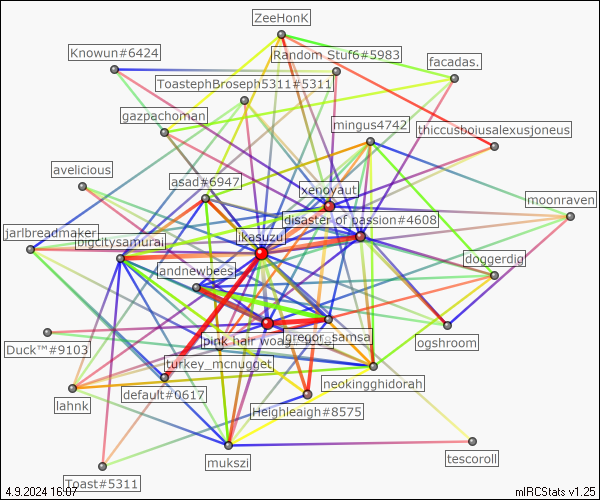 ZeeHonK
Knowun#6424
Random Stuf6#5983
facadas.
ToastephBroseph5311#5311
gazpachoman
mingus4742
thiccusboiusalexusjoneus
avelicious
asad#6947
xenoyaut
moonraven
disaster of passion#4608
jarlbreadmaker
bigcitysamurai
ikasuzu
doggerdig
andnewbees
ogshroom
Duck™#9103
pink hair woa
gregor_samsa
turkey_mcnugget
neokingghidorah
lahnk
default#0617
Heighleaigh#8575
mukszi
tescoroll
Toast#5311
4.9.2024 16:07
mIRCStats v1.25